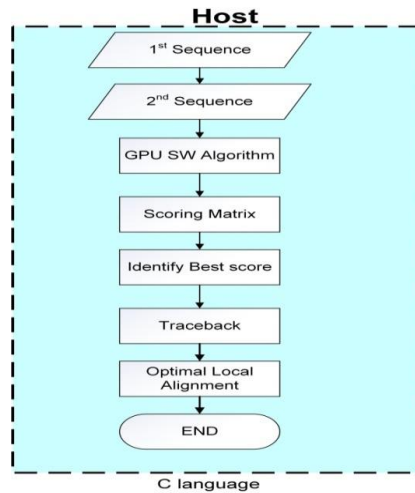 Host
1st Sequence
2nd Sequence
GPU SW Algorithm
Scoring Matrix
Identify Best score
Traceback
Optimal Local
Alignment
END
C language